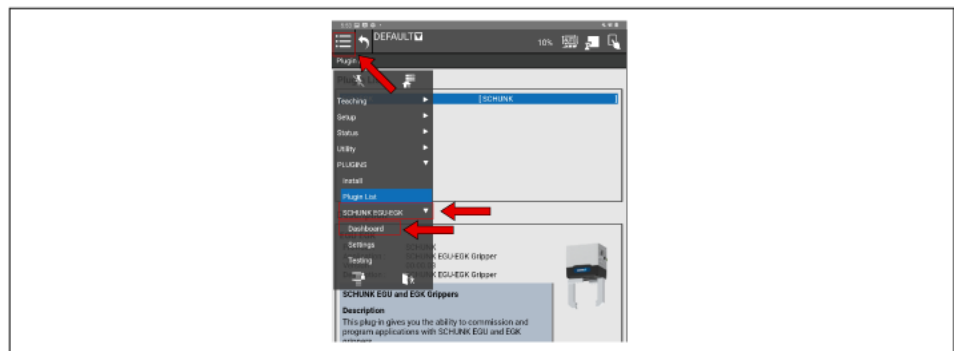 DEFAULT
10%
Plugin
Teaching
SCHUNK
Setup
Status
Utility
PLUGINS
Install
Plugin List
SCHUNK EGU-EGK
Dashboard
Settings
Testing
SCHUNK EGU-EGK Gripper
SCHUNK EGU-EGK Gripper
SCHUNK EGU and EGK Grippers
Description
This plug-in gives you the ability to commission and
program applications with SCHUNK EGU and EGK
grippers